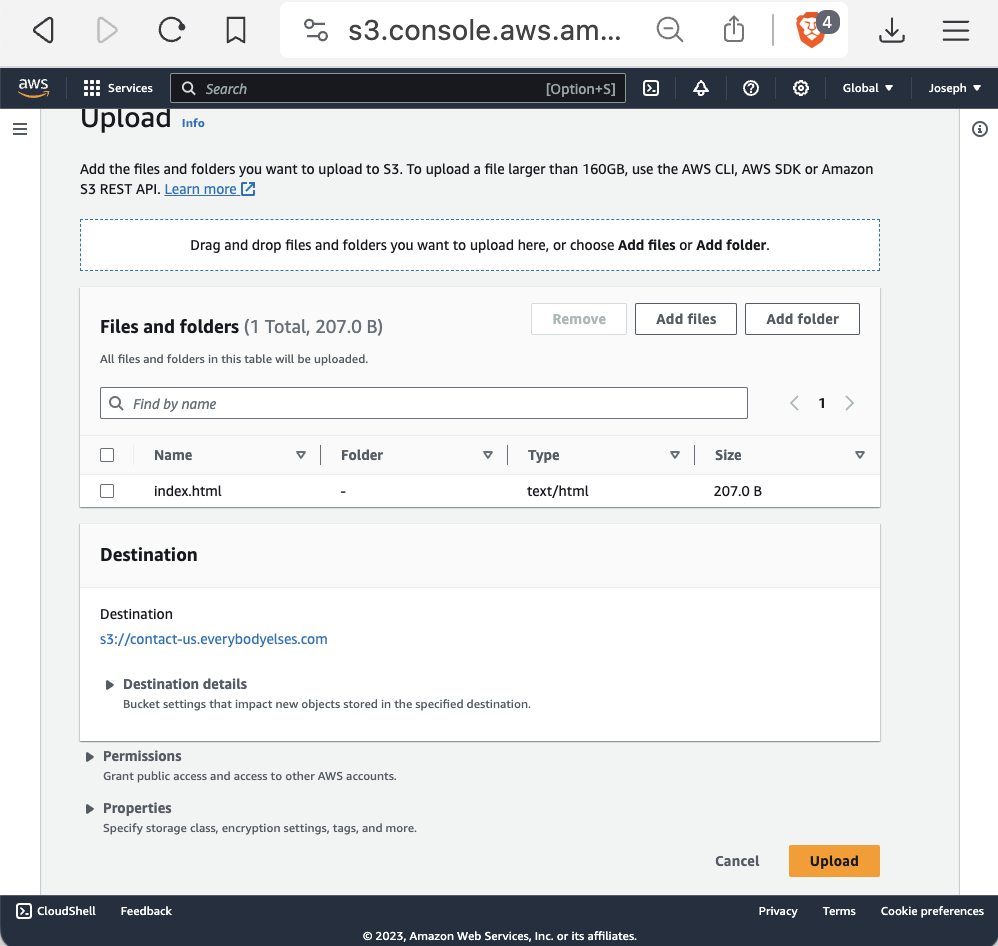 s3.console.aws.am...
4
aws
Services
Search
[Option+S]
Global
Joseph
Upload Info
Add the files and folders you want to upload to S3. To upload a file larger than 160GB, use the AWS CLI, AWS SDK or Amazon
S3 REST API. Learn more
Drag and drop files and folders you want to upload here, or choose Add files or Add folder.
Files and folders (1 Total, 207.0 B)
Remove
Add files
Add folder
All files and folders in this table will be uploaded.
Find by name
1
Name Folder Type Size
index.html - text/html 207.0 B
Destination
Destination
s3://contact-us.everybodyelses.com
Destination details
Bucket settings that impact new objects stored in the specified destination.
Permissions
Grant public access and access to other AWS accounts.
Properties
Specify storage class, encryption settings, tags, and more.
Cancel
Upload
CloudShell Feedback Privacy Terms Cookie preferences
© 2023, Amazon Web Services, Inc. or its affiliates.